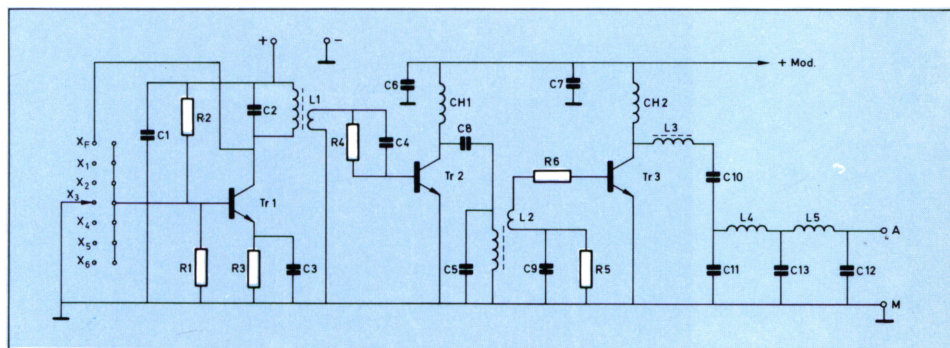 + -
+ Mod.
C6
C7
CH1
CH2
R2
C2
L1
L3
C1
R4
C4
C8
XF
X1
R6
C10
X2
Tr 1
Tr 2
Tr 3
X3
L2
L4 L5
A
X4
X5
X6
R1
R3
C3
C5
C9
R5
C11
C13
C12
M